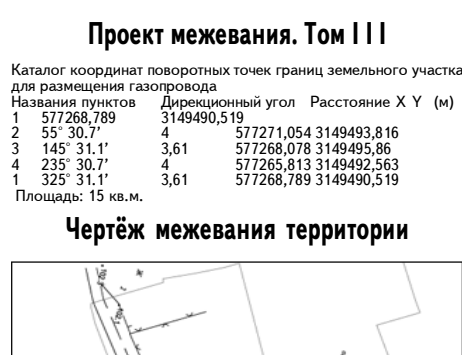 Проект межевания. Том III
Каталог координат поворотных точек границ земельного участка
для размещения газопровода
Названия пунктов Дирекционный угол Расстояние X Y (м)
1 577268,789 3149490,519
2 55° 30.7' 4 577271,054 3149493,816
3 145° 31.1' 3,61 577268,078 3149495,86
4 235° 30.7' 4 577265,813 3149492,563
1 325° 31.1' 3,61 577268,789 3149490,519
Площадь: 15 кв.м.
Чертёж межевания территории